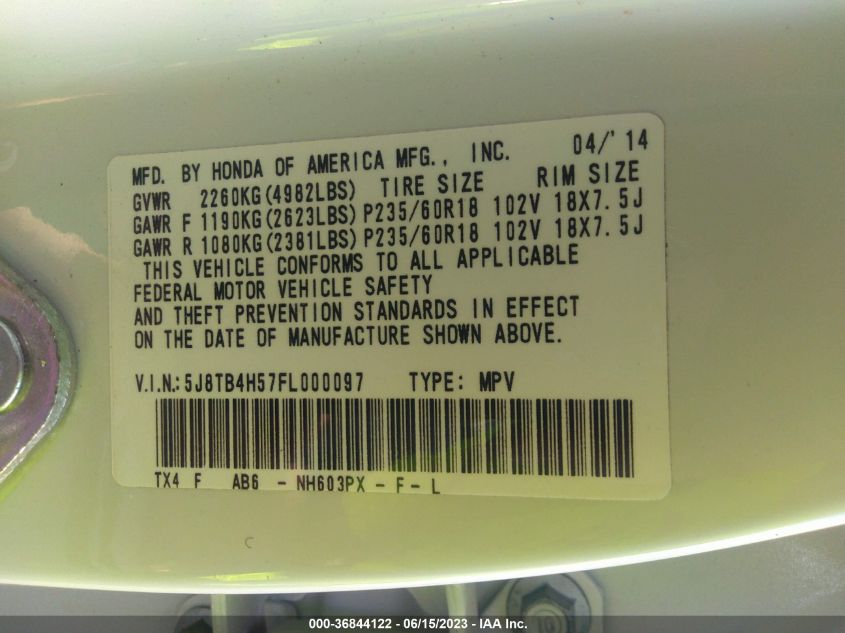 MFD. BY HONDA OF AMERICA MFG., INC. 04/'14
GVWR 2260KG(4982LBS) TIRE SIZE RIM SIZE
GAWR F 1190KG(2623LBS) P235/60R18 102V 18X7.5J
GAWR R 1080KG(2381LBS) P235/60R18 102V 18X7.5J
THIS VEHICLE CONFORMS TO ALL APPLICABLE
FEDERAL MOTOR VEHICLE SAFETY
AND THEFT PREVENTION STANDARDS IN EFFECT
ON THE DATE OF MANUFACTURE SHOWN ABOVE.
V.I.N.: 5J8TB4H57FL000097 TYPE: MPV
TX4 F AB6 - NH603PX - F - L
000-36844122 - 06/15/2023 - IAA Inc.